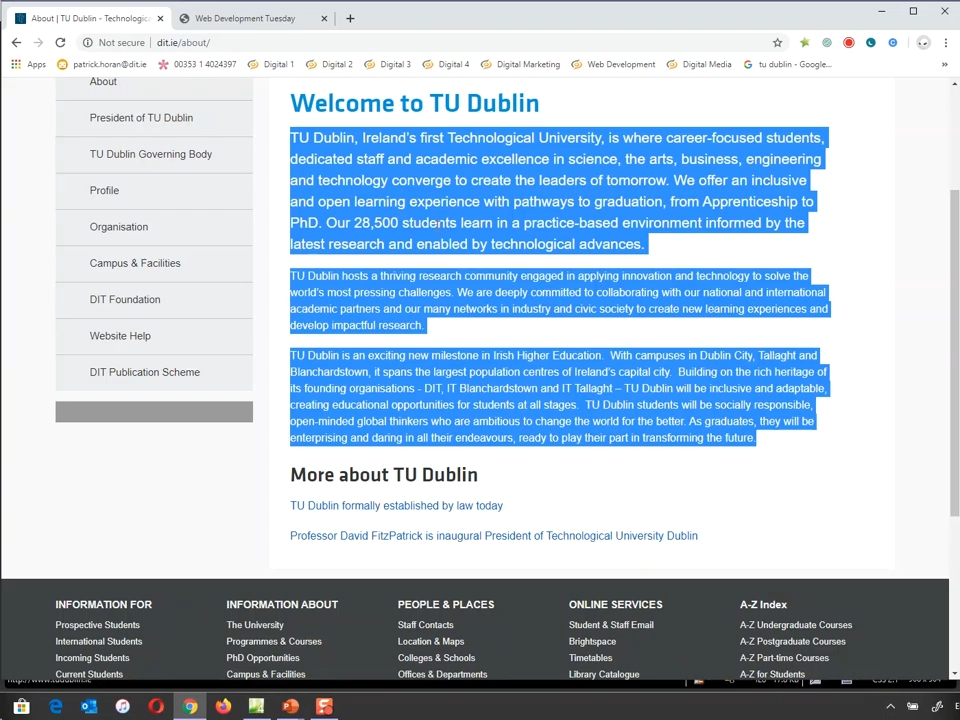 About | TU Dublin - Technologica
Web Development Tuesday
Not secure | dit.ie/about/
Apps
patrick.horan@dit.ie
00353 1 4024397
Digital 1
Digital 2
Digital 3
Digital 4
Digital Marketing
Web Development
Digital Media
tu dublin - Google...
»
About
President of TU Dublin
TU Dublin Governing Body
Profile
Organisation
Campus & Facilities
DIT Foundation
Website Help
DIT Publication Scheme
Welcome to TU Dublin
TU Dublin, Ireland's first Technological University, is where career-focused students,
dedicated staff and academic excellence in science, the arts, business, engineering
and technology converge to create the leaders of tomorrow. We offer an inclusive
and open learning experience with pathways to graduation, from Apprenticeship to
PhD. Our 28,500 students learn in a practice-based environment informed by the
latest research and enabled by technological advances.
TU Dublin hosts a thriving research community engaged in applying innovation and technology to solve the
world's most pressing challenges. We are deeply committed to collaborating with our national and international
academic partners and our many networks in industry and civic society to create new learning experiences and
develop impactful research.
TU Dublin is an exciting new milestone in Irish Higher Education. With campuses in Dublin City, Tallaght and
Blanchardstown, it spans the largest population centres of Ireland's capital city. Building on the rich heritage of
its founding organisations - DIT, IT Blanchardstown and IT Tallaght – TU Dublin will be inclusive and adaptable,
creating educational opportunities for students at all stages. TU Dublin students will be socially responsible,
open-minded global thinkers who are ambitious to change the world for the better. As graduates, they will be
enterprising and daring in all their endeavours, ready to play their part in transforming the future.
More about TU Dublin
TU Dublin formally established by law today
Professor David FitzPatrick is inaugural President of Technological University Dublin
INFORMATION FOR
Prospective Students
International Students
Incoming Students
Current Students
INFORMATION ABOUT
The University
Programmes & Courses
PhD Opportunities
Campus & Facilities
PEOPLE & PLACES
Staff Contacts
Location & Maps
Colleges & Schools
Offices & Departments
ONLINE SERVICES
Student & Staff Email
Brightspace
Timetables
Library Catalogue
A-Z Index
A-Z Undergraduate Courses
A-Z Postgraduate Courses
A-Z Part-time Courses
A-Z for Students